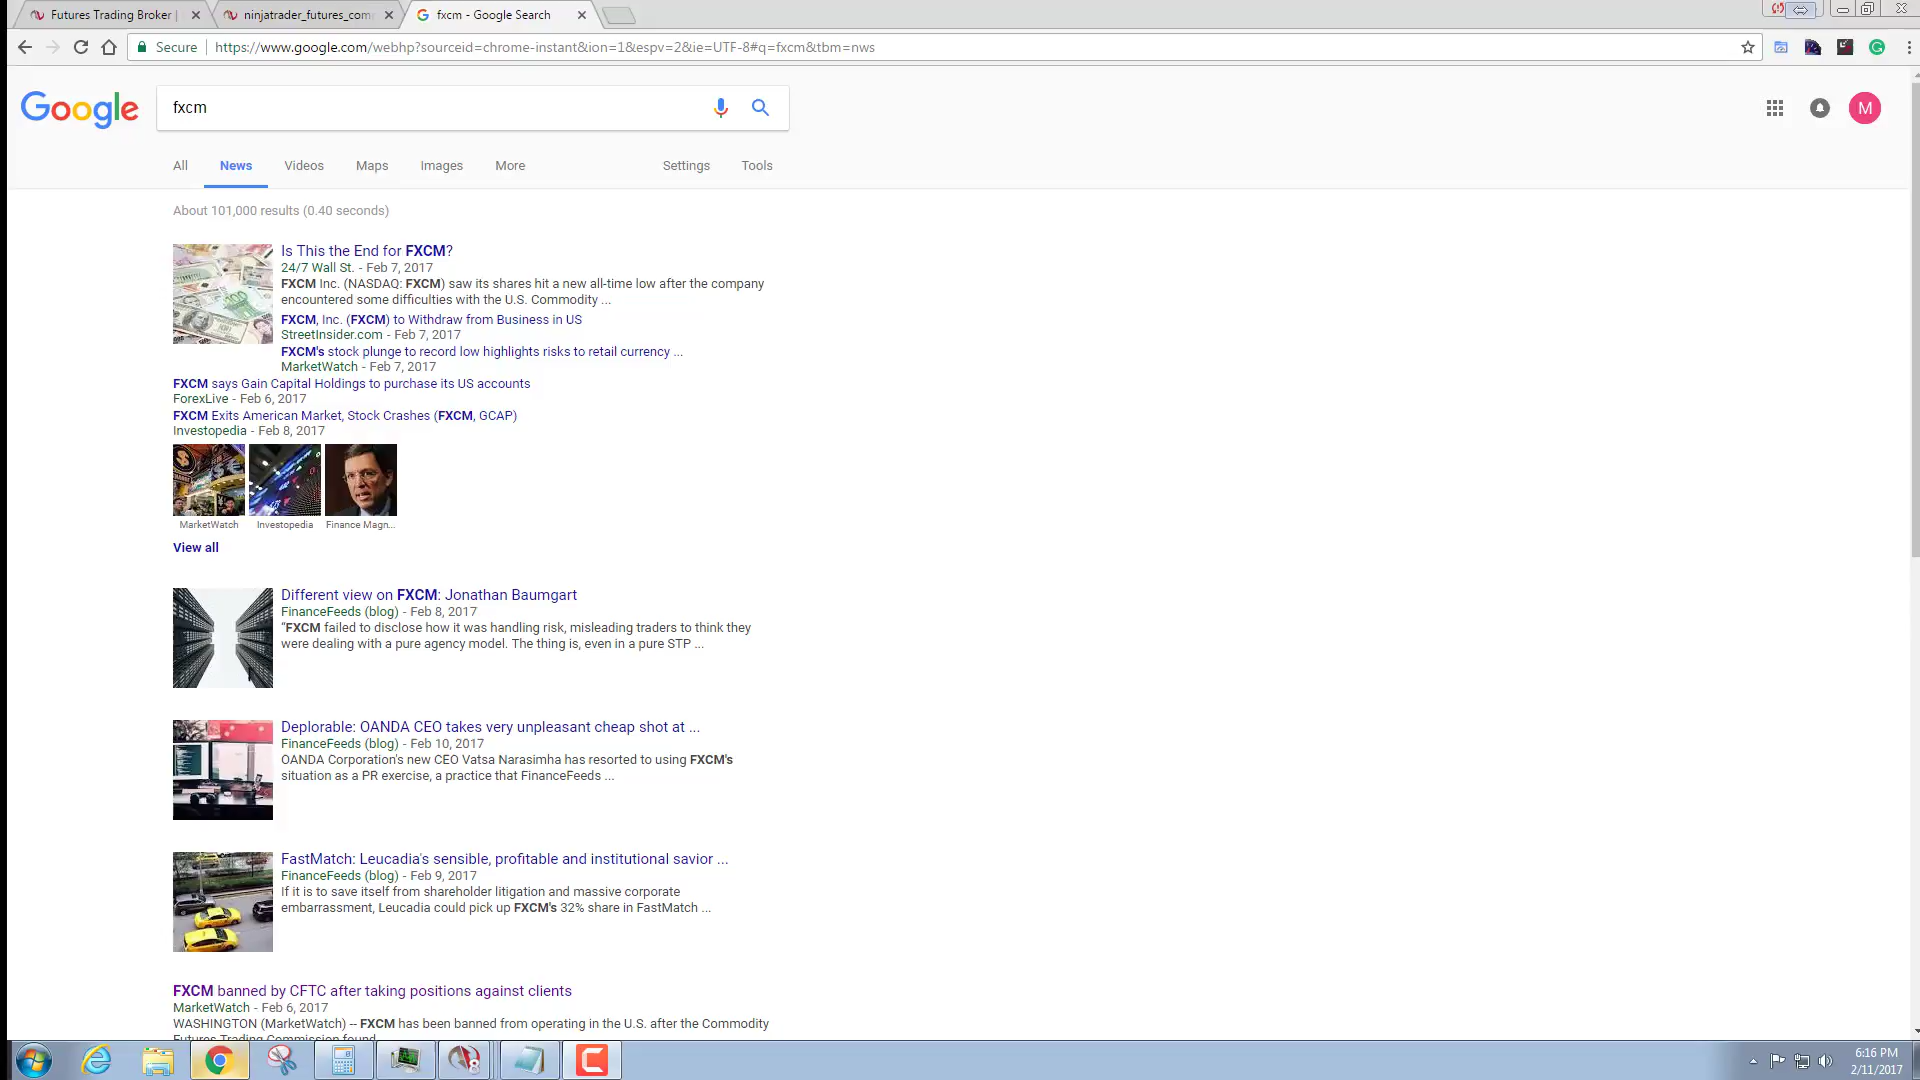 Futures Trading Broker |
ninjatrader_futures_com
fxcm - Google Search
Secure
https://www.google.com/webhp?sourceid=chrome-instant&ion=1&espv=2&ie=UTF-8#q=fxcm&tbm=nws
Google
fxcm
M
All
News
Videos
Maps
Images
More
Settings
Tools
About 101,000 results (0.40 seconds)
Is This the End for FXCM?
24/7 Wall St. - Feb 7, 2017
FXCM Inc. (NASDAQ: FXCM) saw its shares hit a new all-time low after the company
encountered some difficulties with the U.S. Commodity ...
FXCM, Inc. (FXCM) to Withdraw from Business in US
StreetInsider.com - Feb 7, 2017
FXCM's stock plunge to record low highlights risks to retail currency ...
MarketWatch - Feb 7, 2017
FXCM says Gain Capital Holdings to purchase its US accounts
ForexLive - Feb 6, 2017
FXCM Exits American Market, Stock Crashes (FXCM, GCAP)
Investopedia - Feb 8, 2017
MarketWatch
Investopedia
Finance Magn...
View all
Different view on FXCM: Jonathan Baumgart
FinanceFeeds (blog) - Feb 8, 2017
“FXCM failed to disclose how it was handling risk, misleading traders to think they
were dealing with a pure agency model. The thing is, even in a pure STP ...
Deplorable: OANDA CEO takes very unpleasant cheap shot at ...
FinanceFeeds (blog) - Feb 10, 2017
OANDA Corporation's new CEO Vatsa Narasimha has resorted to using FXCM's
situation as a PR exercise, a practice that FinanceFeeds ...
FastMatch: Leucadia's sensible, profitable and institutional savior ...
FinanceFeeds (blog) - Feb 9, 2017
If it is to save itself from shareholder litigation and massive corporate
embarrassment, Leucadia could pick up FXCM's 32% share in FastMatch ...
FXCM banned by CFTC after taking positions against clients
MarketWatch - Feb 6, 2017
WASHINGTON (MarketWatch) -- FXCM has been banned from operating in the U.S. after the Commodity
Futures Trading Commission found
6:16 PM
2/11/2017